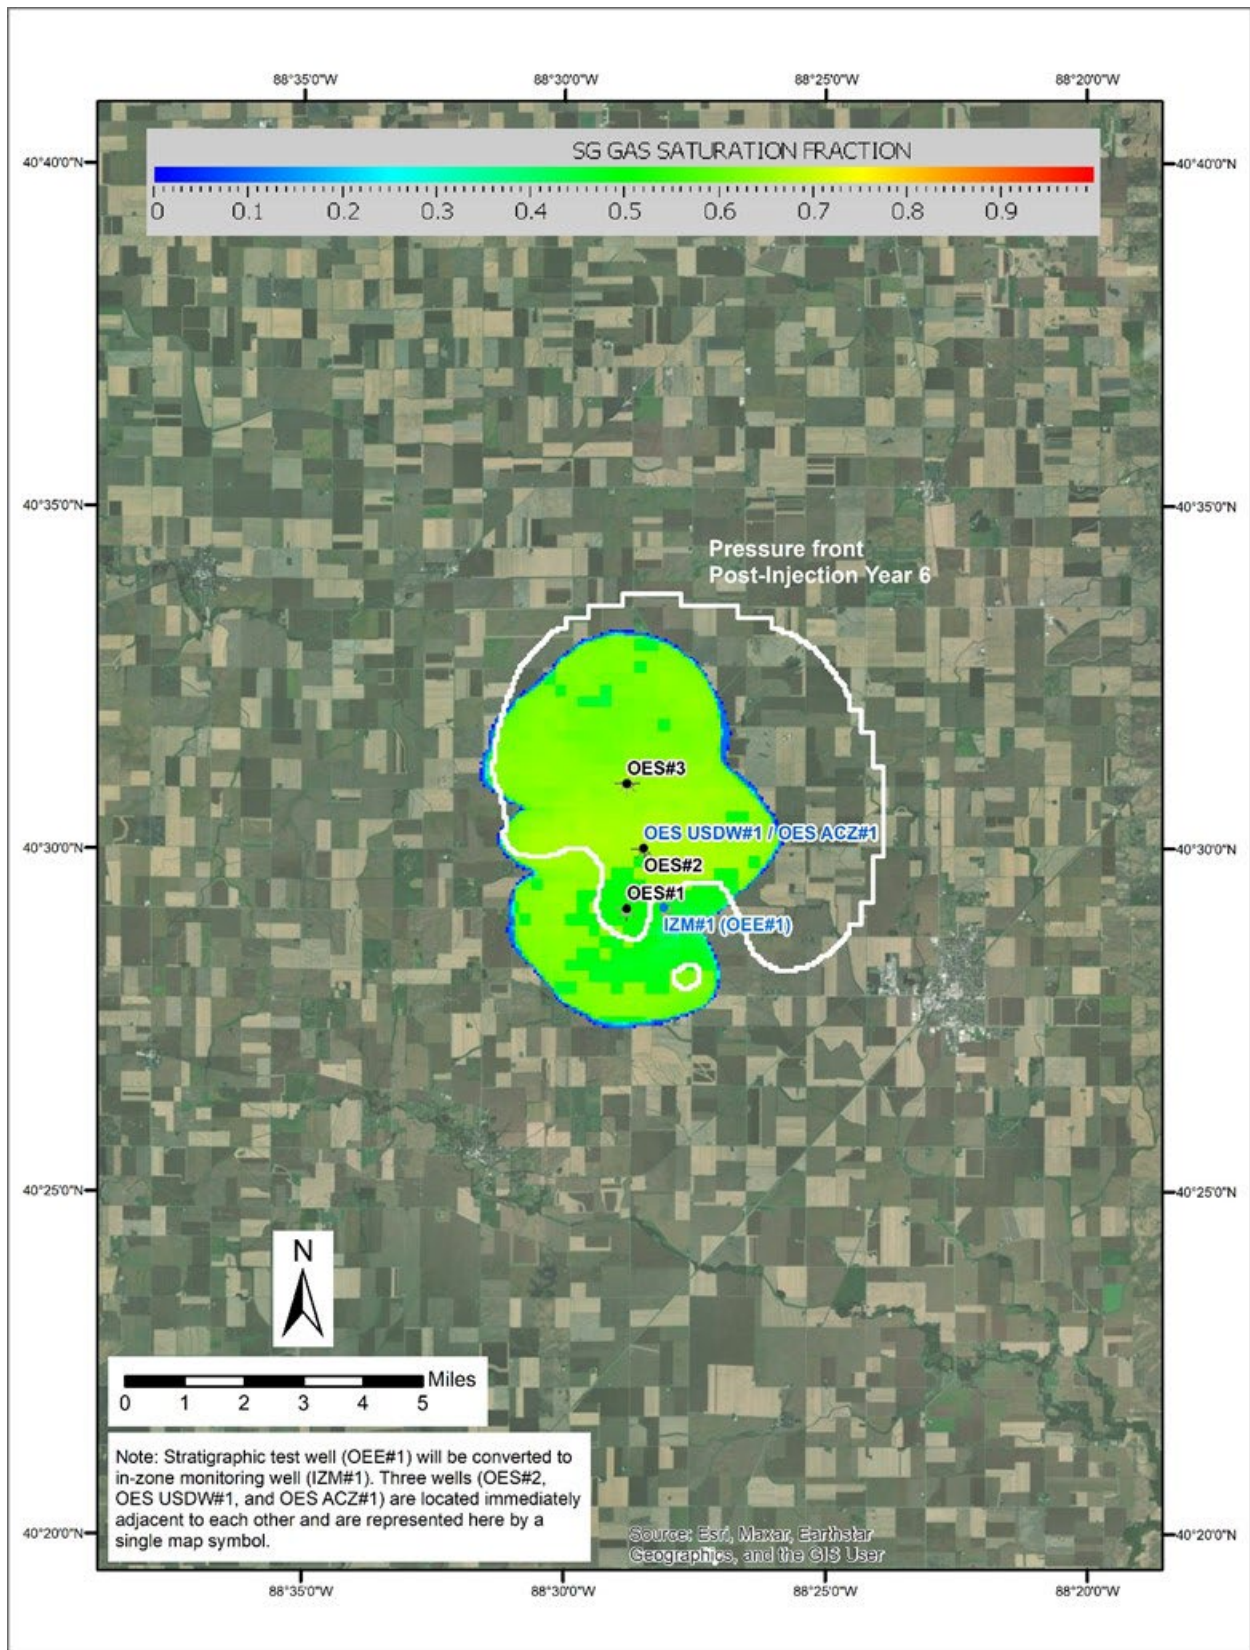 88°35'0"W 88°30'0"W 88°25'0"W 88°20'0"W
40°40'0"N 40°40'0"N
SG GAS SATURATION FRACTION
0 0.1 0.2 0.3 0.4 0.5 0.6 0.7 0.8 0.9
40°35'0"N 40°35'0"N
Pressure front
Post-Injection Year 6
OES#3
OES USDW#1 / OES ACZ#1
40°30'0"N 40°30'0"N
OES#2
OES#1
IZM#1 (OEE#1)
40°25'0"N 40°25'0"N
N
Miles
0 1 2 3 4 5
Note: Stratigraphic test well (OEE#1) will be converted to
in-zone monitoring well (IZM#1). Three wells (OES#2,
OES USDW#1, and OES ACZ#1) are located immediately
adjacent to each other and are represented here by a
single map symbol.
40°20'0"N 40°20'0"N
Source: Esri, Maxar, Earthstar
Geographics, and the GIS User
88°35'0"W 88°30'0"W 88°25'0"W 88°20'0"W